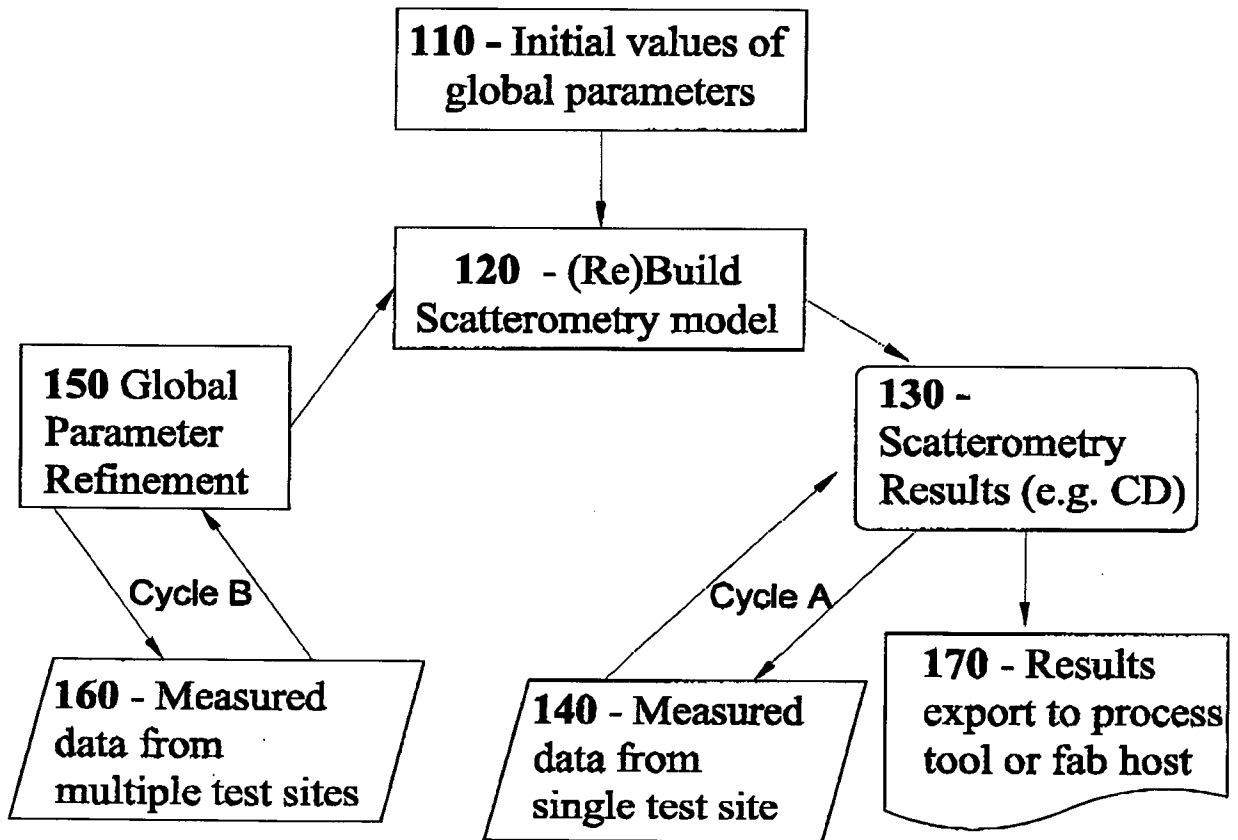 110 - Initial values of
global parameters
120 - (Re)Build
Scatterometry model
150 Global
Parameter
Refinement
130 -
Scatterometry
Results (e.g. CD)
Cycle B
Cycle A
160 - Measured
data from
multiple test sites
140 - Measured
data from
single test site
170 - Results
export to process
tool or fab host